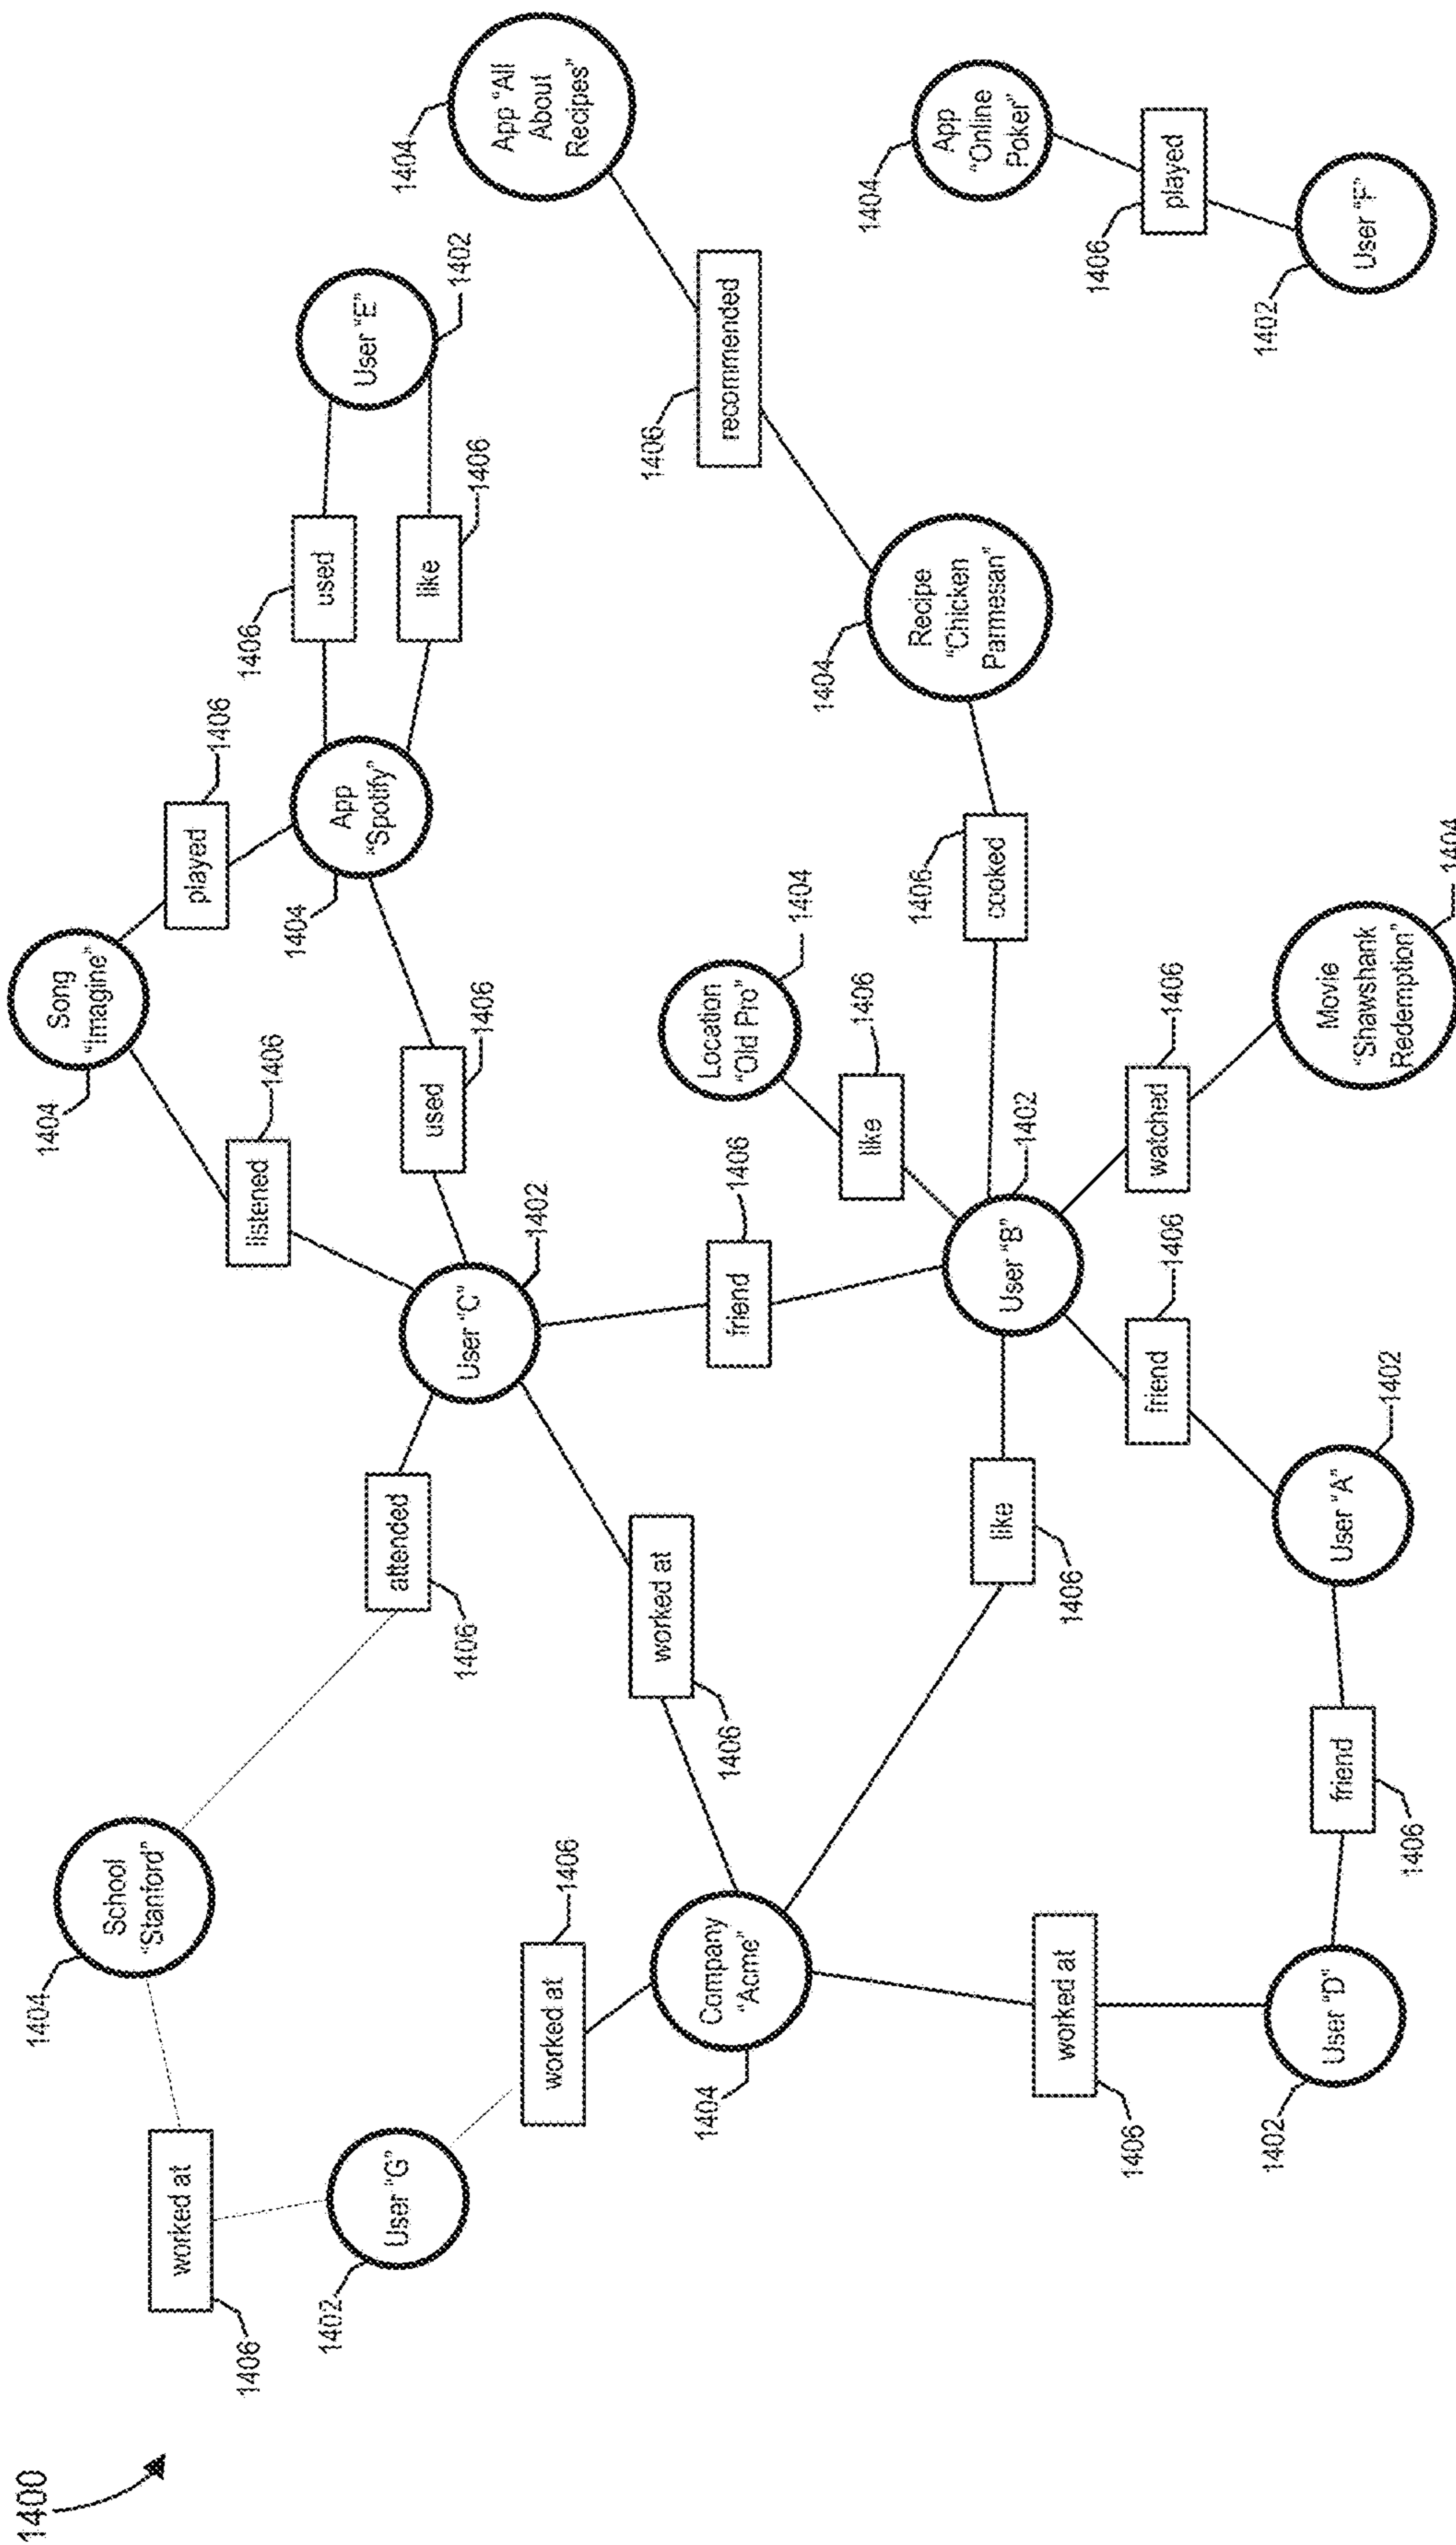 1400
1404
School
"Stanford"
1404
Song
"Imagine"
worked at
1406
played
1406
listened
1406
1402
User "G"
attended
1406
used
1406
App
"Spotify"
1404
used
1406
like
1406
User "E"
1402
User "C"
1402
1404
App "All
About
Recipes"
worked at
1406
worked at
1406
friend
1406
Company
"Acme"
1404
Location
"Old Pro"
1404
recommended
1406
like
1406
like
1406
User "B"
1402
cooked
1406
Recipe
"Chicken
Parmesan"
1404
App
"Online
Poker"
1404
worked at
1406
friend
1406
watched
1406
played
1406
User "D"
1402
friend
1406
User "A"
1402
Movie
"Shawshank
Redemption"
1404
User "F"
1402